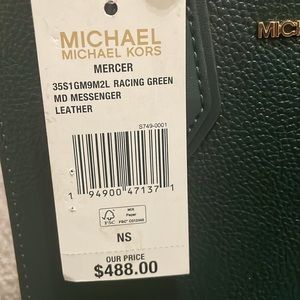 MICHAEL
MICHAEL KORS
MERCER
35S1GM9M2L RACING GREEN
MD MESSENGER
LEATHER
S749-0001
1 94900 47137 1
FSC
MIX
Paper
NS
OUR PRICE
$488.00